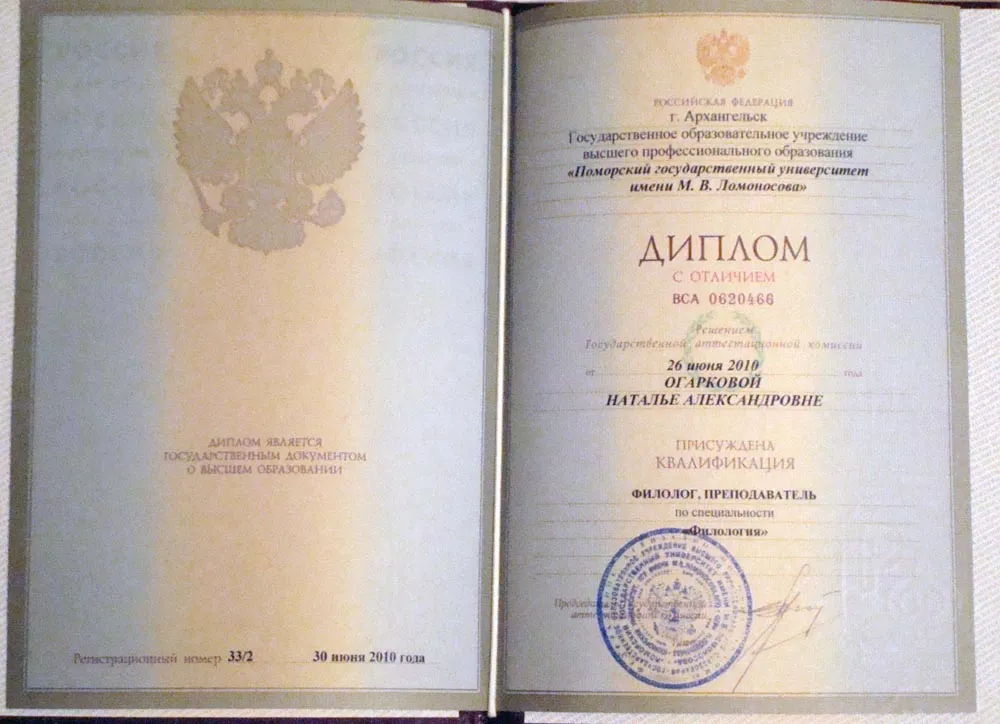 ДИПЛОМ ЯВЛЯЕТСЯ
ГОСУДАРСТВЕННЫМ ДОКУМЕНТОМ
О ВЫСШЕМ ОБРАЗОВАНИИ
Регистрационный номер 33/2 30 июня 2010 года
РОССИЙСКАЯ ФЕДЕРАЦИЯ
г. Архангельск
Государственное образовательное учреждение
высшего профессионального образования
«Поморский государственный университет
имени М. В. Ломоносова»
ДИПЛОМ
С ОТЛИЧИЕМ
ВСА 0620466
Решением
Государственной аттестационной комиссии
от 26 июня 2010 года
ОГАРКОВОЙ
НАТАЛЬЕ АЛЕКСАНДРОВНЕ
ПРИСУЖДЕНА
КВАЛИФИКАЦИЯ
ФИЛОЛОГ, ПРЕПОДАВАТЕЛЬ
по специальности
«Филология»